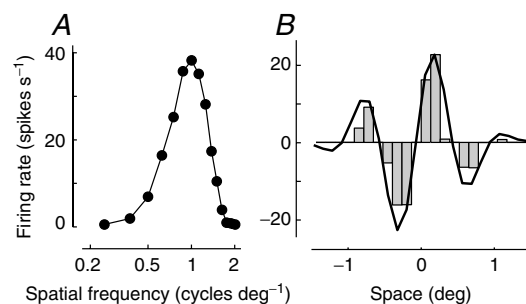 A
B
40
20
0
Firing rate (spikes s⁻¹)
0.2 0.5 1 2
Spatial frequency (cycles deg⁻¹)
20
0
−20
−1 0 1
Space (deg)